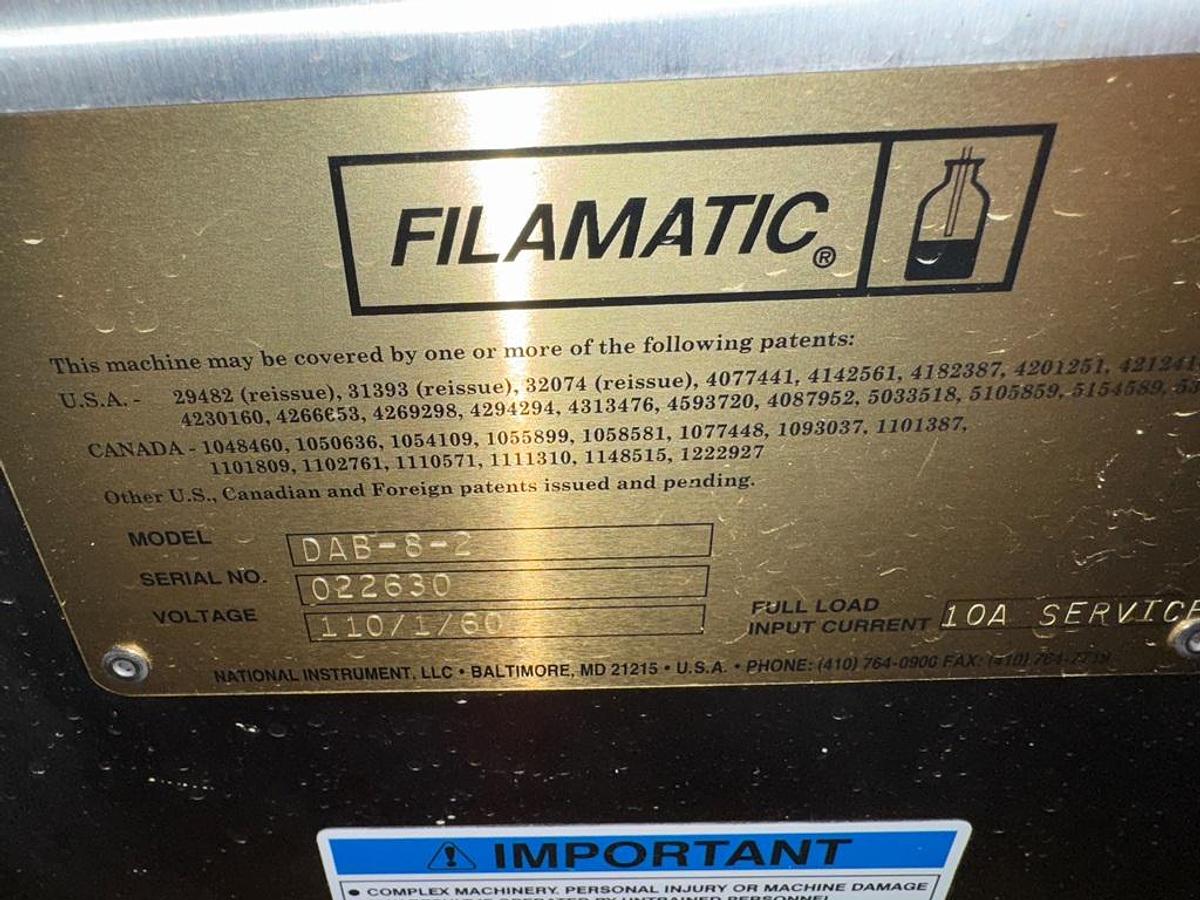 FILAMATIC®
This machine may be covered by one or more of the following patents:
U.S.A. - 29482 (reissue), 31393 (reissue), 32074 (reissue), 4077441, 4142561, 4182387, 4201251,
4230160, 4266653, 4269298, 4294294, 4313476, 4593720, 4087952, 5033518, 5105859, 5154589,
CANADA - 1048460, 1050636, 1054109, 1055899, 1058581, 1077448, 1093037, 1101387,
1101809, 1102761, 1110571, 1111310, 1148515, 1222927
Other U.S., Canadian and Foreign patents issued and pending.
MODEL DAB-8-2
SERIAL NO. 022630
VOLTAGE 110/1/60
FULL LOAD
INPUT CURRENT 10A SERVICE
NATIONAL INSTRUMENT, LLC • BALTIMORE, MD 21215 • U.S.A. • PHONE: (410) 764-0900 FAX: (410)
IMPORTANT
• COMPLEX MACHINERY. PERSONAL INJURY OR MACHINE DAMAGE